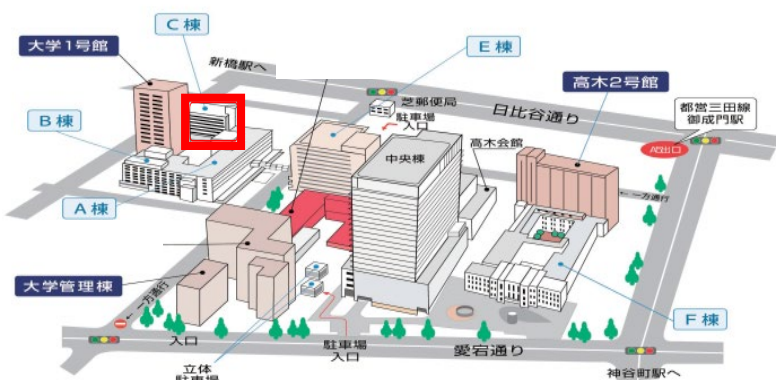 C棟
大学1号館
新橋駅へ
E棟
芝郵便局
駐車場
入口
日比谷通り
高木2号館
都営三田線
御成門駅
A5出口
B棟
中央棟
高木会館
A棟
一方通行
大学管理棟
一方通行
F棟
入口
立体
駐車場
駐車場
入口
愛宕通り
神谷町駅へ